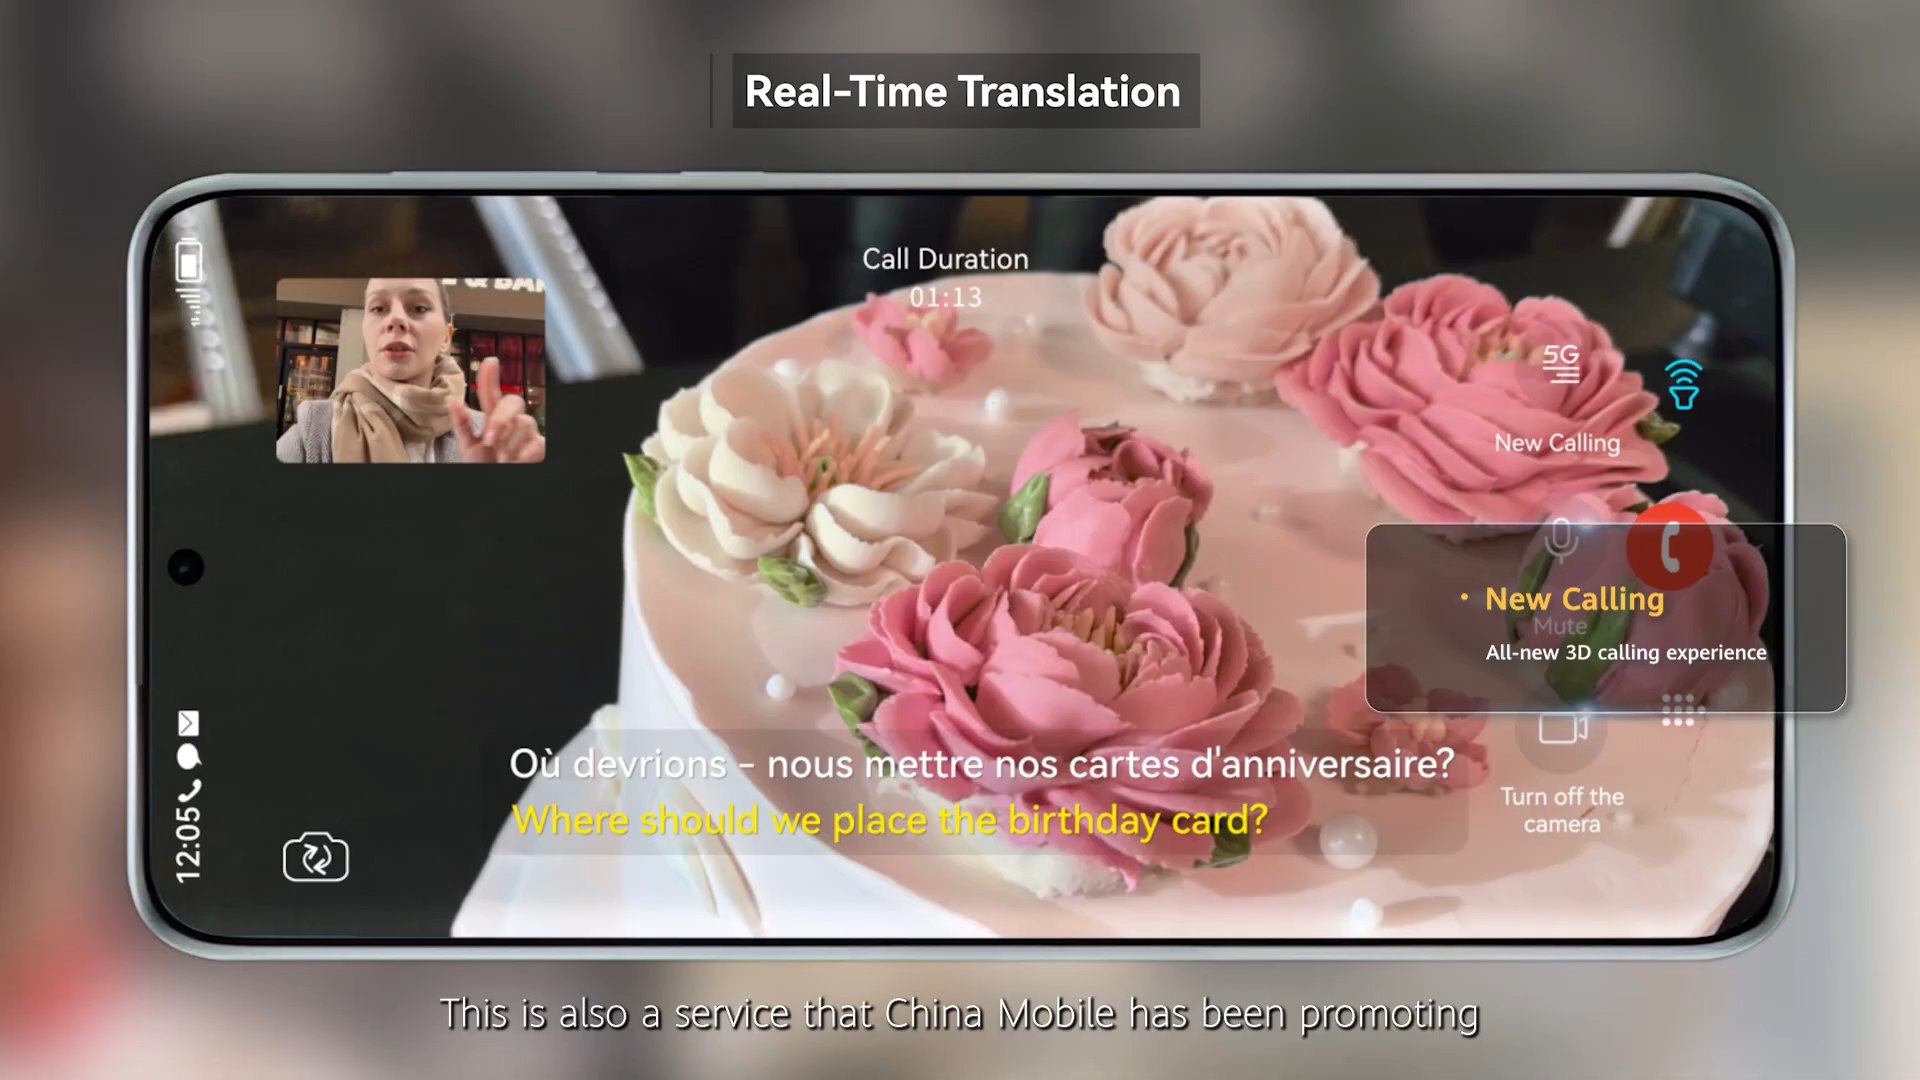 Real-Time Translation
Call Duration
01:13
5G
New Calling
New Calling
Mute
All-new 3D calling experience
Où devrions - nous mettre nos cartes d'anniversaire?
Where should we place the birthday card?
Turn off the
camera
12:05
This is also a service that China Mobile has been promoting